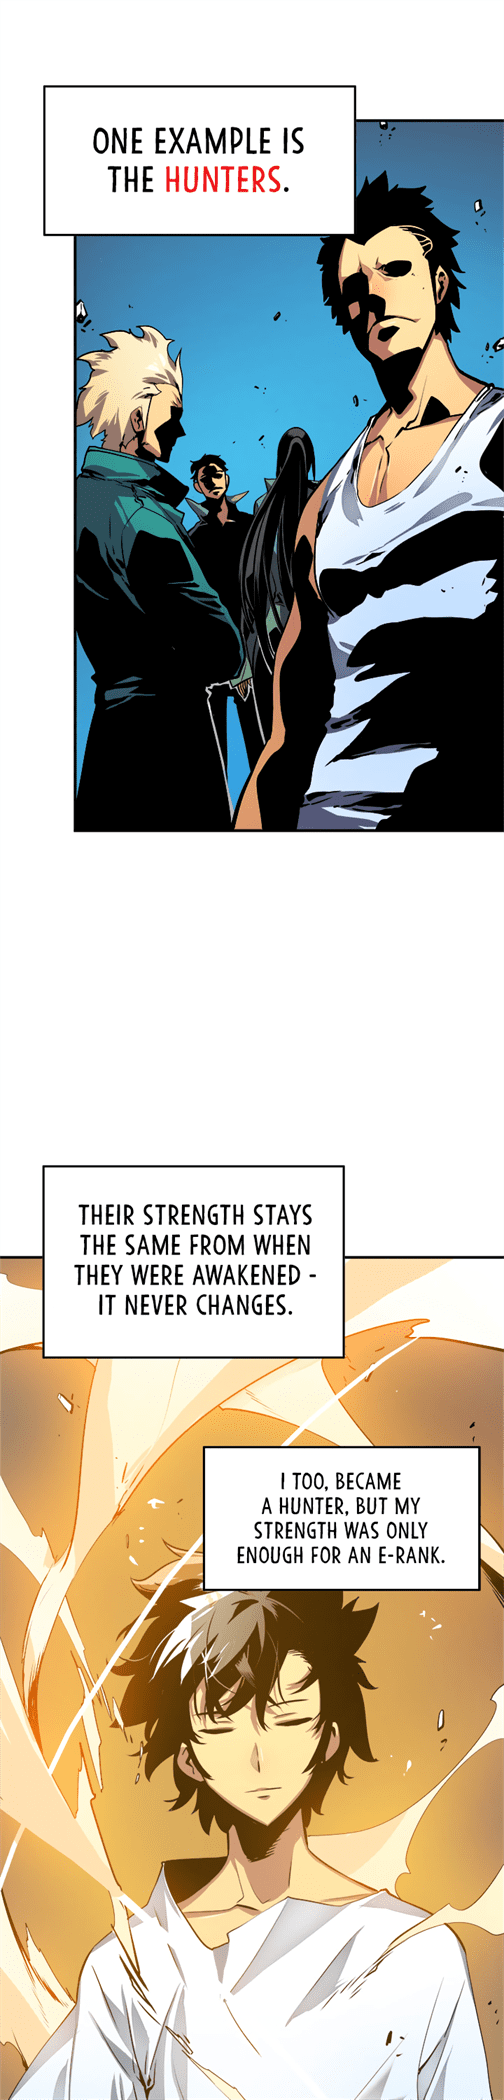 ONE EXAMPLE IS
THE HUNTERS.
THEIR STRENGTH STAYS
THE SAME FROM WHEN
THEY WERE AWAKENED -
IT NEVER CHANGES.
I TOO, BECAME
A HUNTER, BUT MY
STRENGTH WAS ONLY
ENOUGH FOR AN E-RANK.